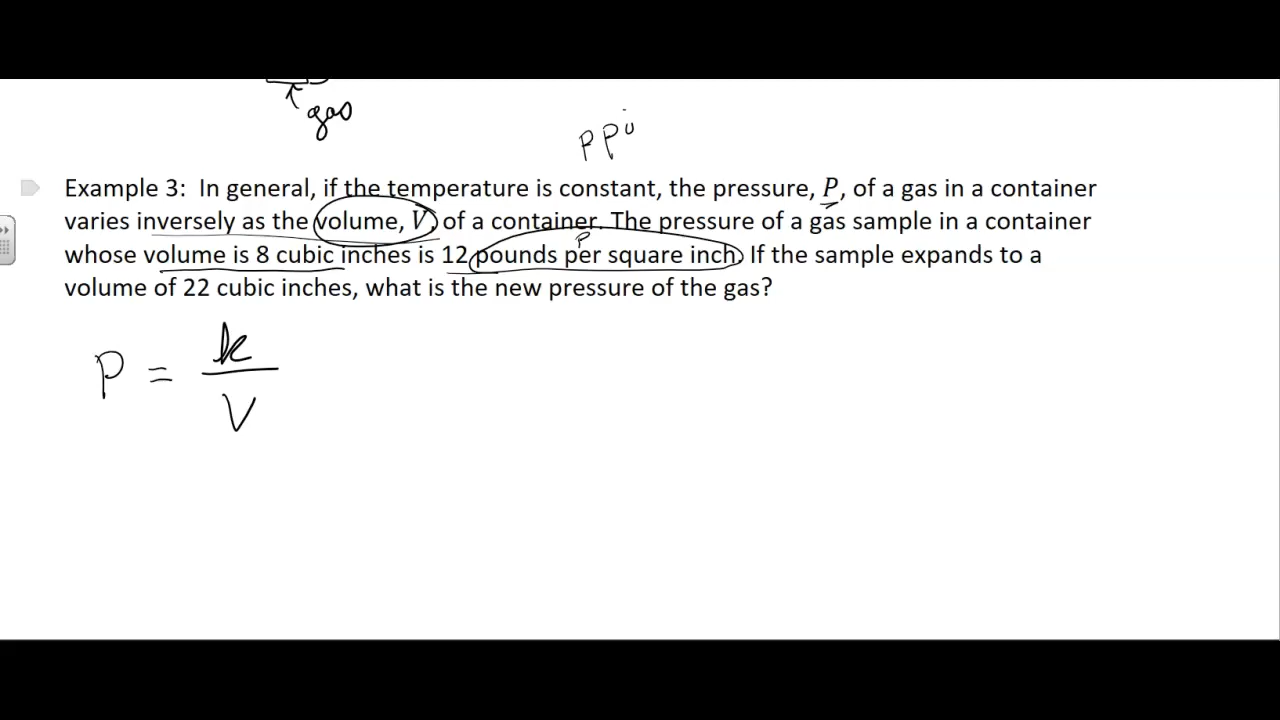 gas
PPi
Example 3: In general, if the temperature is constant, the pressure, P, of a gas in a container
varies inversely as the volume, V, of a container. The pressure of a gas sample in a container
P
whose volume is 8 cubic inches is 12 pounds per square inch. If the sample expands to a
volume of 22 cubic inches, what is the new pressure of the gas?
P = k
V